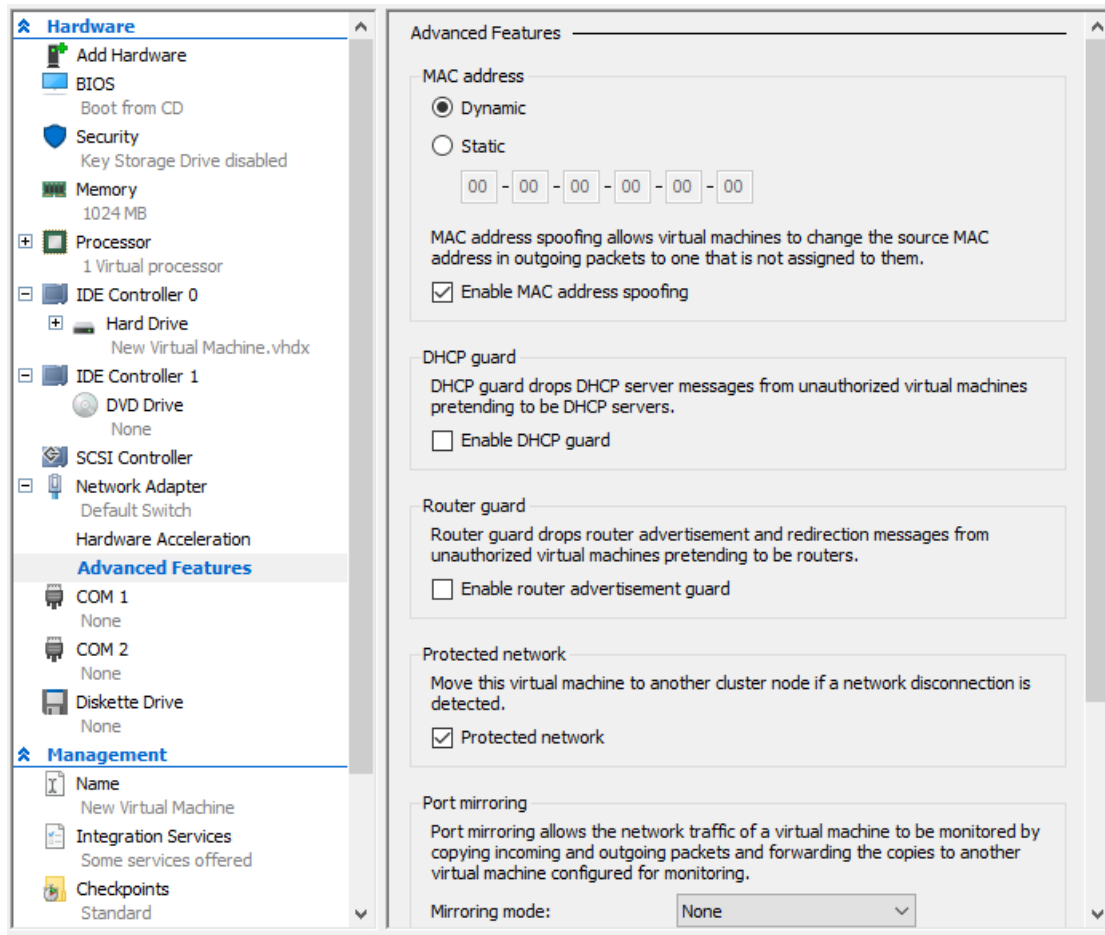 Hardware
Add Hardware
BIOS
Boot from CD
Security
Key Storage Drive disabled
Memory
1024 MB
Processor
1 Virtual processor
IDE Controller 0
Hard Drive
New Virtual Machine.vhdx
IDE Controller 1
DVD Drive
None
SCSI Controller
Network Adapter
Default Switch
Hardware Acceleration
Advanced Features
COM 1
None
COM 2
None
Diskette Drive
None
Management
Name
New Virtual Machine
Integration Services
Some services offered
Checkpoints
Standard
Advanced Features
MAC address
Dynamic
Static
00 - 00 - 00 - 00 - 00 - 00
MAC address spoofing allows virtual machines to change the source MAC
address in outgoing packets to one that is not assigned to them.
Enable MAC address spoofing
DHCP guard
DHCP guard drops DHCP server messages from unauthorized virtual machines
pretending to be DHCP servers.
Enable DHCP guard
Router guard
Router guard drops router advertisement and redirection messages from
unauthorized virtual machines pretending to be routers.
Enable router advertisement guard
Protected network
Move this virtual machine to another cluster node if a network disconnection is
detected.
Protected network
Port mirroring
Port mirroring allows the network traffic of a virtual machine to be monitored by
copying incoming and outgoing packets and forwarding the copies to another
virtual machine configured for monitoring.
Mirroring mode: None